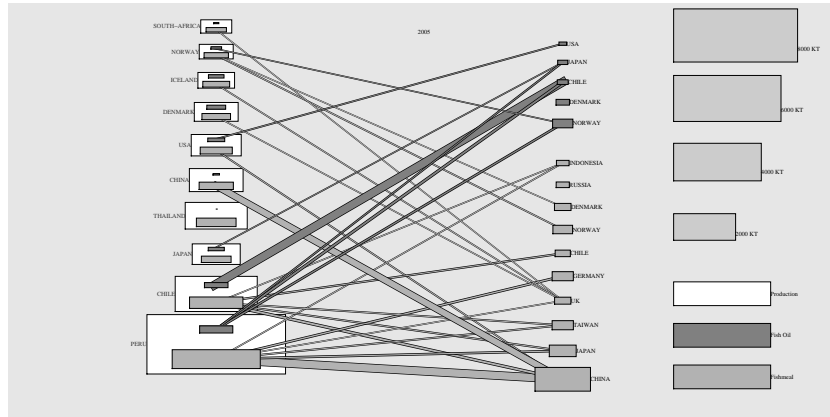 2005
SOUTH-AFRICA
NORWAY
ICELAND
DENMARK
USA
CHINA
THAILAND
JAPAN
CHILE
PERU
USA
JAPAN
CHILE
DENMARK
NORWAY
INDONESIA
RUSSIA
DENMARK
NORWAY
CHILE
GERMANY
UK
TAIWAN
JAPAN
CHINA
8000 KT
6000 KT
4000 KT
2000 KT
Production
Fish Oil
Fishmeal